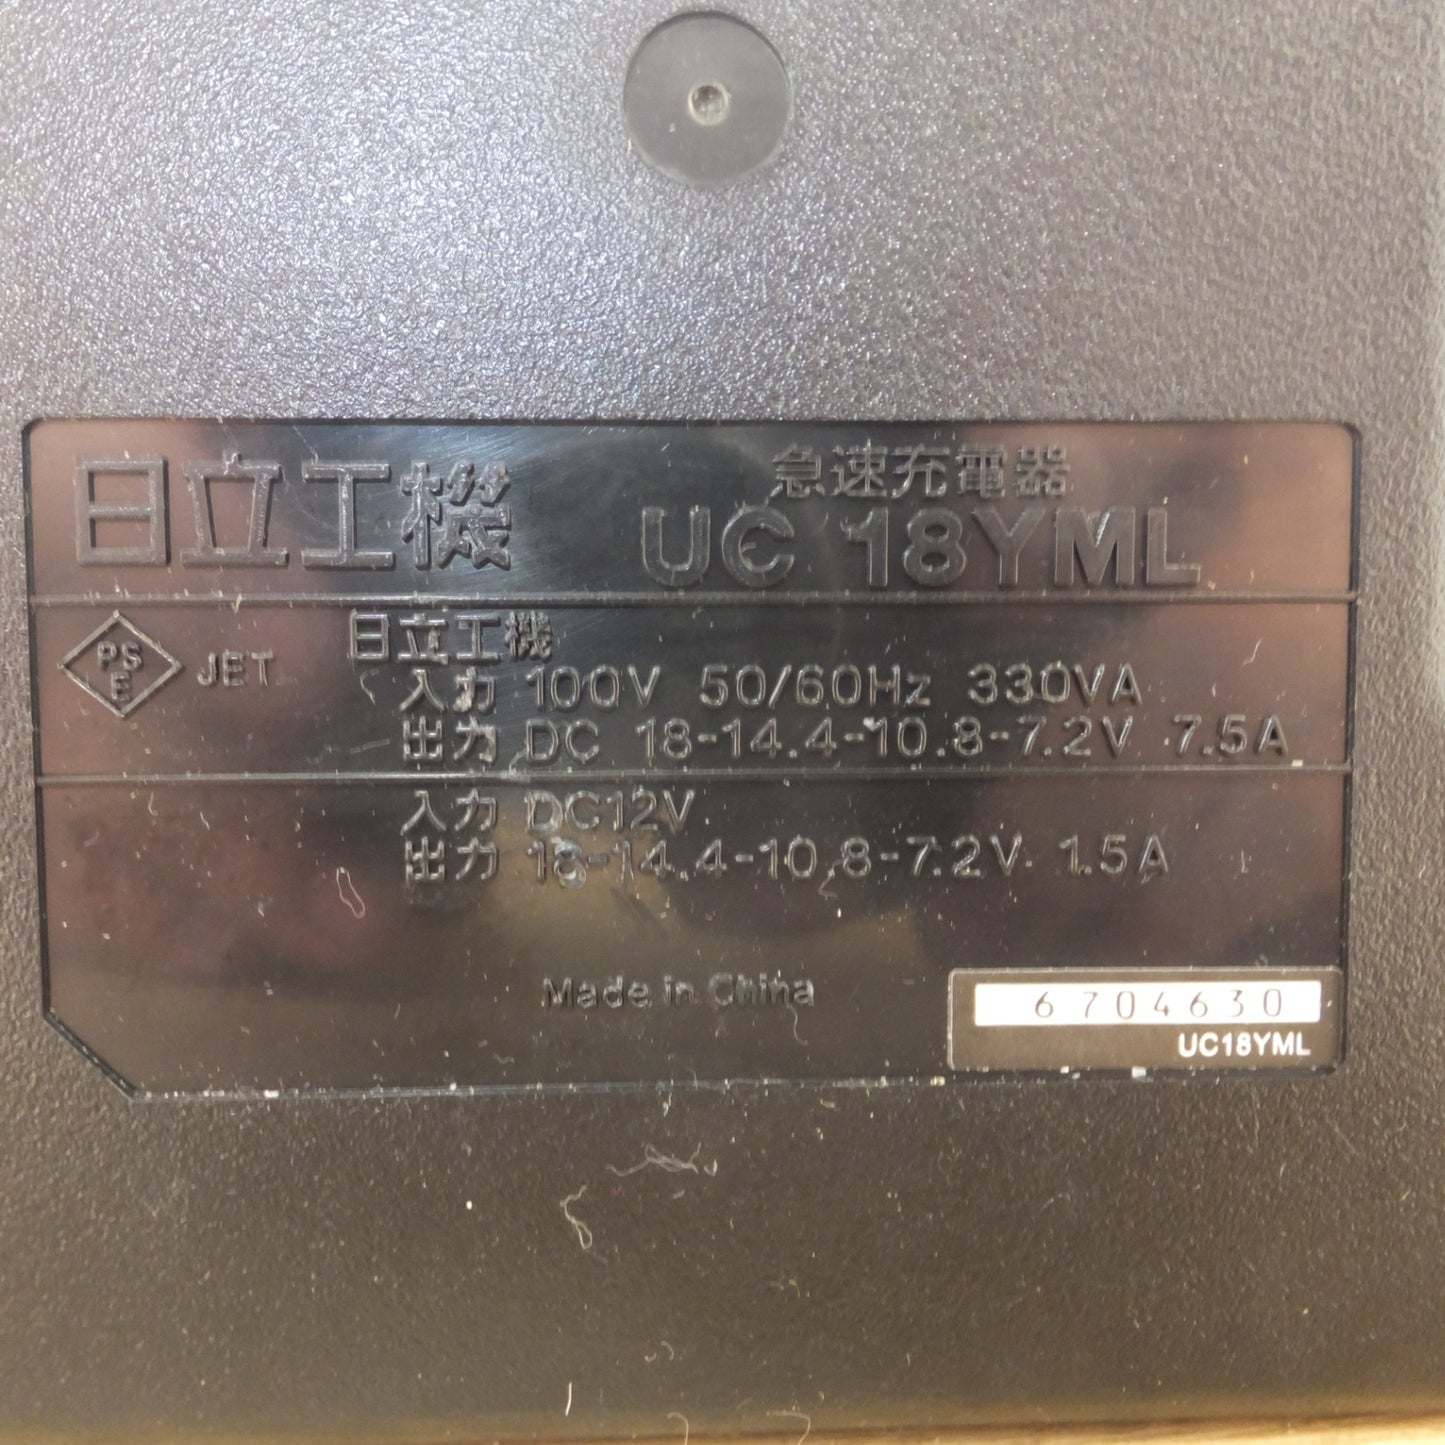 日立工機
急速充電器
UC 18YML
PS
E
JET
日立工機
入力 100V 50/60Hz 330VA
出力 DC 18-14.4-10.8-7.2V 7.5A
入力 DC12V
出力 18-14.4-10.8-7.2V 1.5A
Made in China
6704630
UC18YML